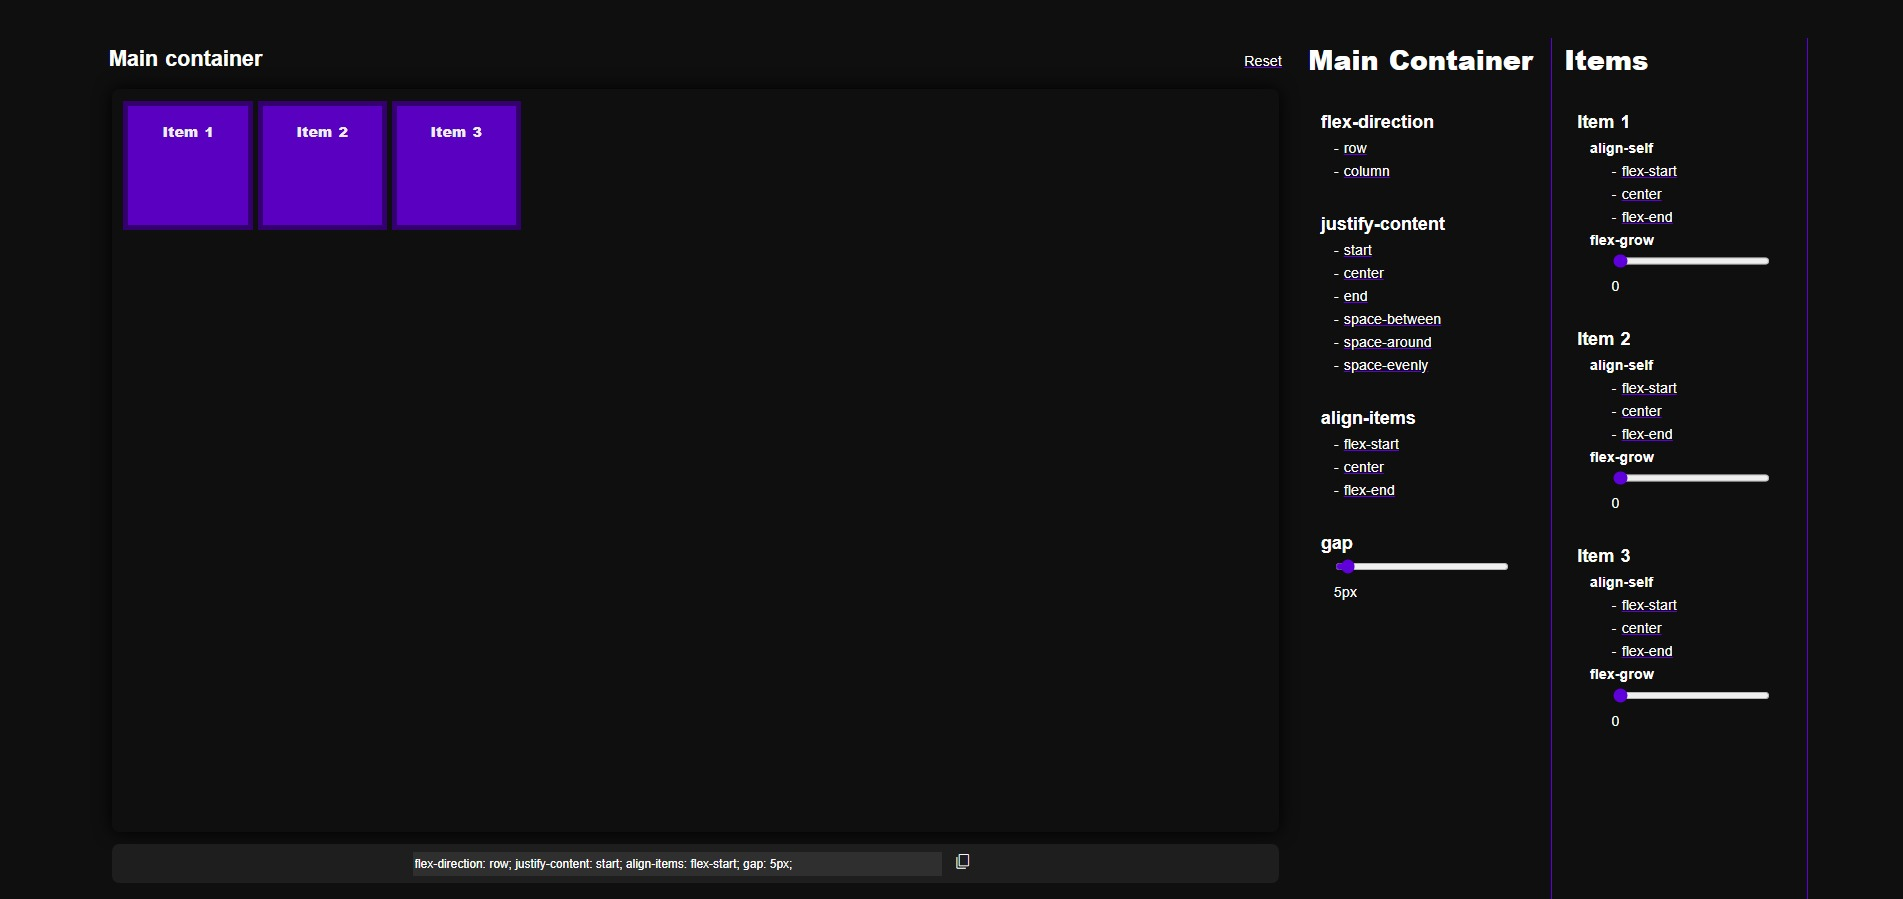 Main container
Reset
Item 1
Item 2
Item 3
flex-direction: row; justify-content: start; align-items: flex-start; gap: 5px;
Main Container
flex-direction
- row
- column
justify-content
- start
- center
- end
- space-between
- space-around
- space-evenly
align-items
- flex-start
- center
- flex-end
gap
5px
Items
Item 1
align-self
- flex-start
- center
- flex-end
flex-grow
0
Item 2
align-self
- flex-start
- center
- flex-end
flex-grow
0
Item 3
align-self
- flex-start
- center
- flex-end
flex-grow
0